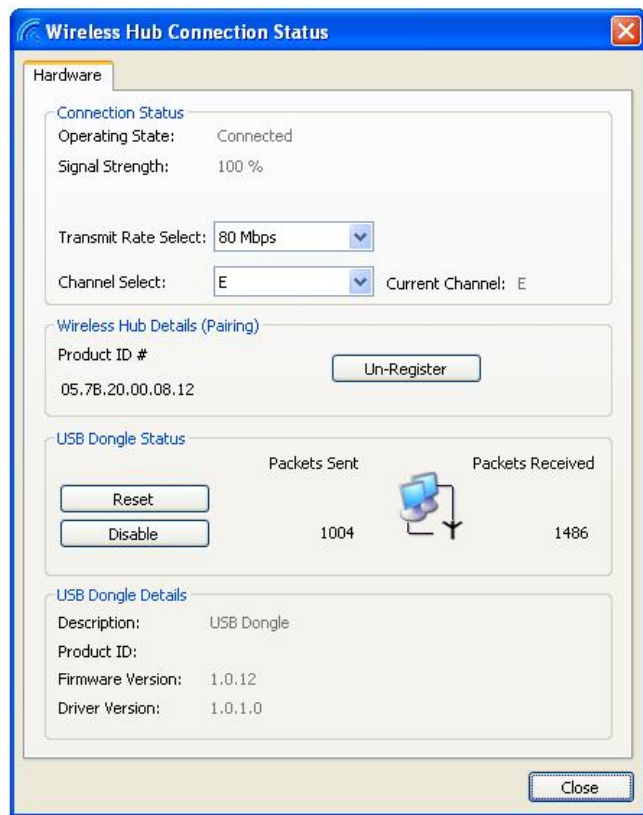 Wireless Hub Connection Status
Hardware
Connection Status
Operating State: Connected
Signal Strength: 100 %
Transmit Rate Select: 80 Mbps
Channel Select: E Current Channel: E
Wireless Hub Details (Pairing)
Product ID #
Un-Register
05.7B.20.00.08.12
USB Dongle Status
Packets Sent Packets Received
Reset
Disable 1004 1486
USB Dongle Details
Description: USB Dongle
Product ID:
Firmware Version: 1.0.12
Driver Version: 1.0.1.0
Close